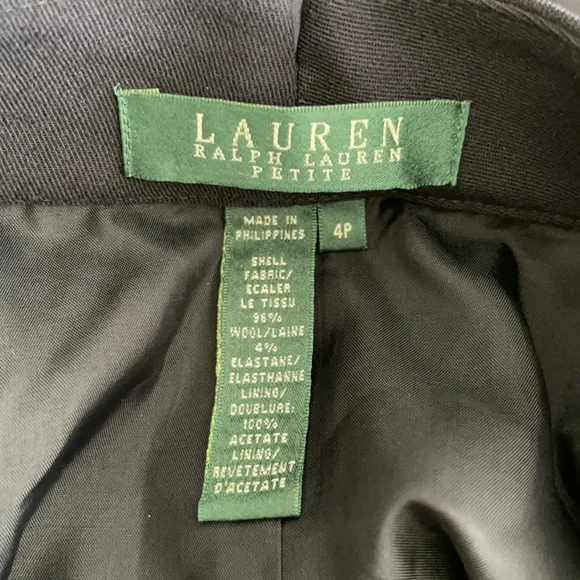 LAUREN
RALPH LAUREN
PETITE
MADE IN
PHILIPPINES
4P
SHELL
FABRIC/
ECALER
LE TISSU
96%
WOOL/LAINE
4%
ELASTANE/
ELASTHANNE
LINING/
DOUBLURE:
100%
ACETATE
LINING/
REVETEMENT
D'ACETATE